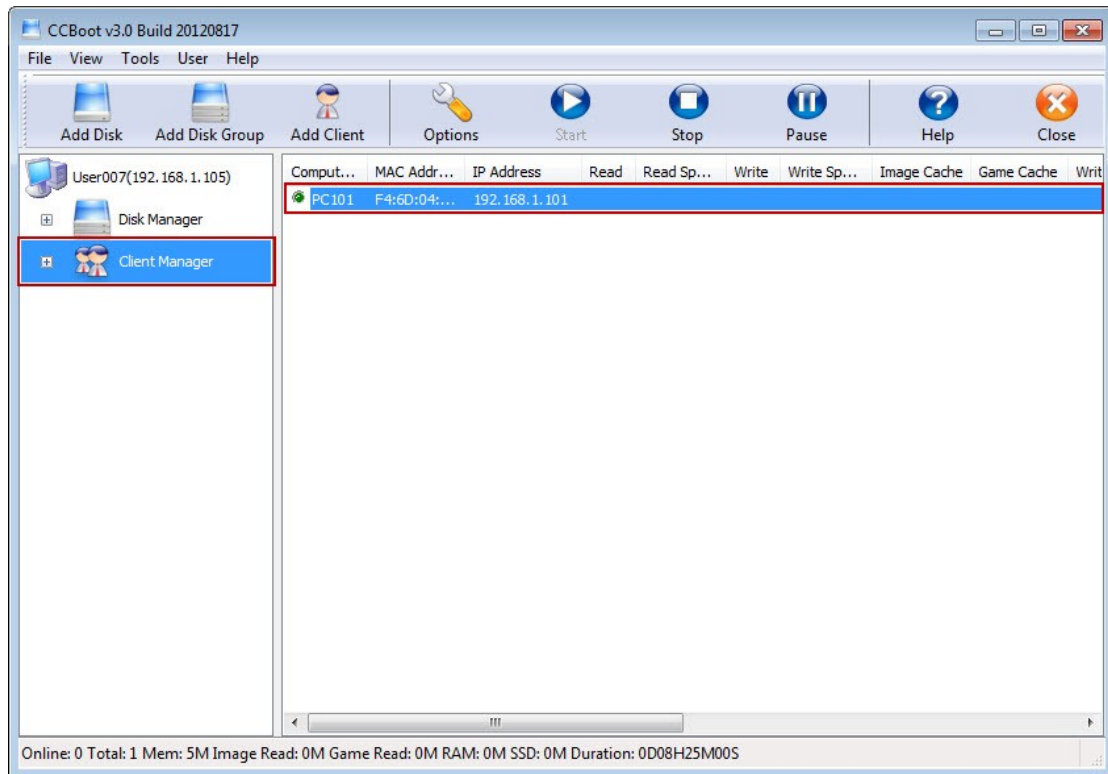 CCBoot v3.0 Build 20120817
File View Tools User Help
Add Disk Add Disk Group Add Client Options Start Stop Pause Help Close
User007(192.168.1.105)
Disk Manager
Client Manager
Comput... MAC Addr... IP Address Read Read Sp... Write Write Sp... Image Cache Game Cache Writ
PC101 F4:6D:04:... 192.168.1.101
Online: 0 Total: 1 Mem: 5M Image Read: 0M Game Read: 0M RAM: 0M SSD: 0M Duration: 0D08H25M00S